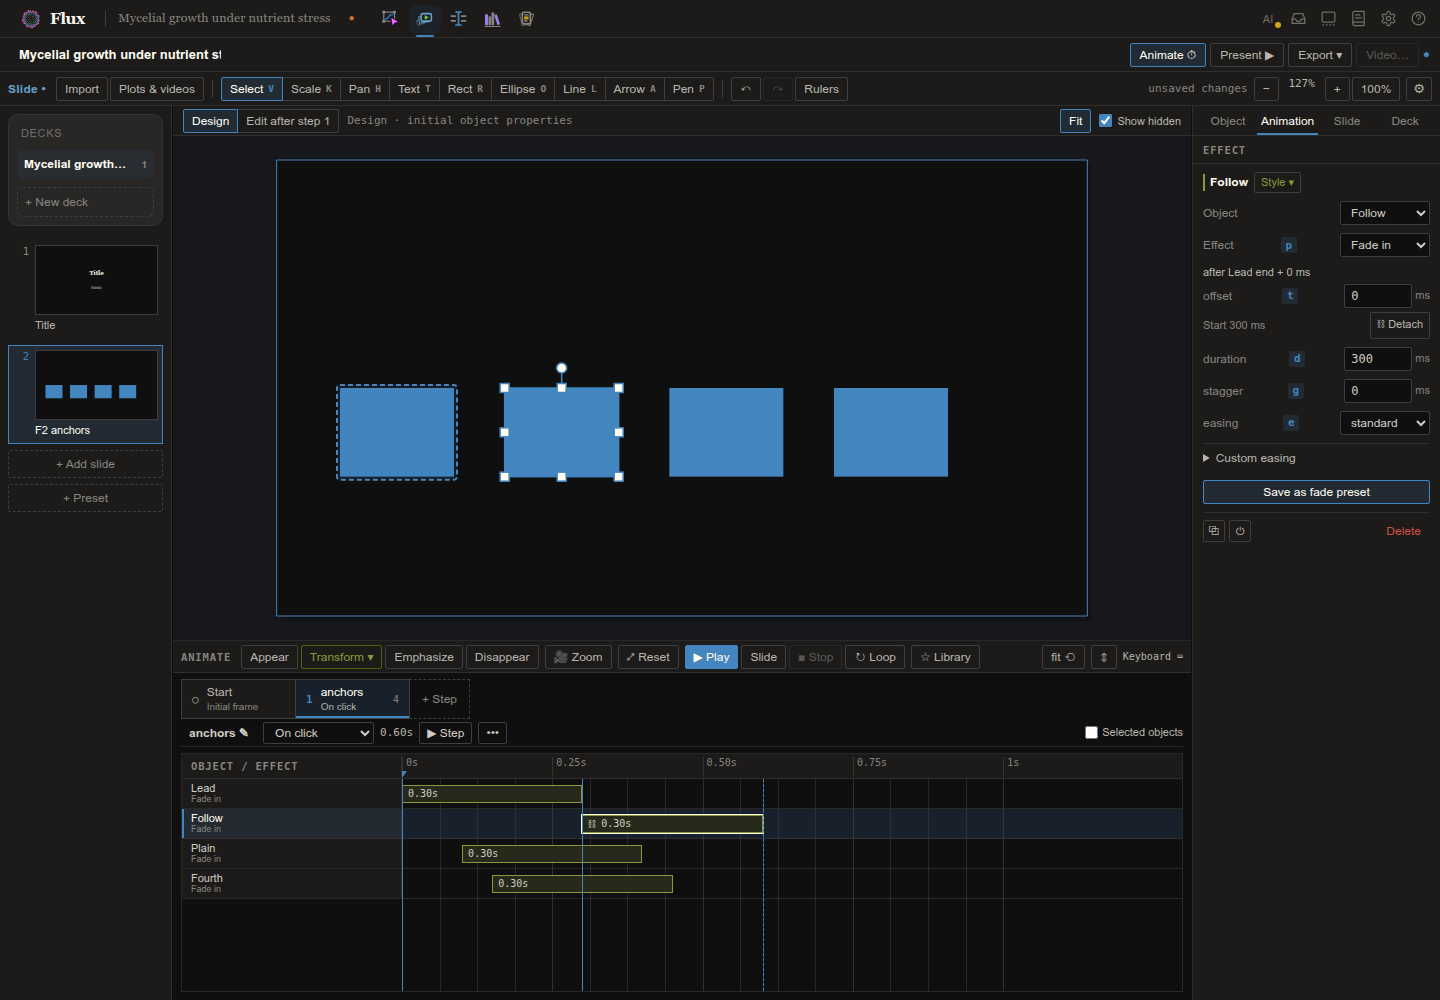 Flux
Mycelial growth under nutrient stress
AI
Mycelial growth under nutrient st
Animate ⏱
Present ▶
Export ▾
Video…
Slide •
Import
Plots & videos
Select V
Scale K
Pan H
Text T
Rect R
Ellipse O
Line L
Arrow A
Pen P
Rulers
unsaved changes
−
127%
+
100%
DECKS
Mycelial growth… 1
+ New deck
1
Title
Title
2
F2 anchors
+ Add slide
+ Preset
Design
Edit after step 1
Design · initial object properties
Fit
Show hidden
Object
Animation
Slide
Deck
EFFECT
Follow
Style ▾
Object
Follow
Effect p
Fade in
after Lead end + 0 ms
offset t
0 ms
Start 300 ms
⛓ Detach
duration d
300 ms
stagger g
0 ms
easing e
standard
▶ Custom easing
Save as fade preset
Delete
ANIMATE
Appear
Transform ▾
Emphasize
Disappear
🎥 Zoom
⤢ Reset
▶ Play
Slide
■ Stop
↻ Loop
☆ Library
fit ⟲
↕
Keyboard ⌨
○ Start
Initial frame
1 anchors 4
On click
+ Step
anchors ✎
On click
0.60s
▶ Step
•••
Selected objects
OBJECT / EFFECT
0s
0.25s
0.50s
0.75s
1s
Lead
Fade in
0.30s
Follow
Fade in
⛓ 0.30s
Plain
Fade in
0.30s
Fourth
Fade in
0.30s